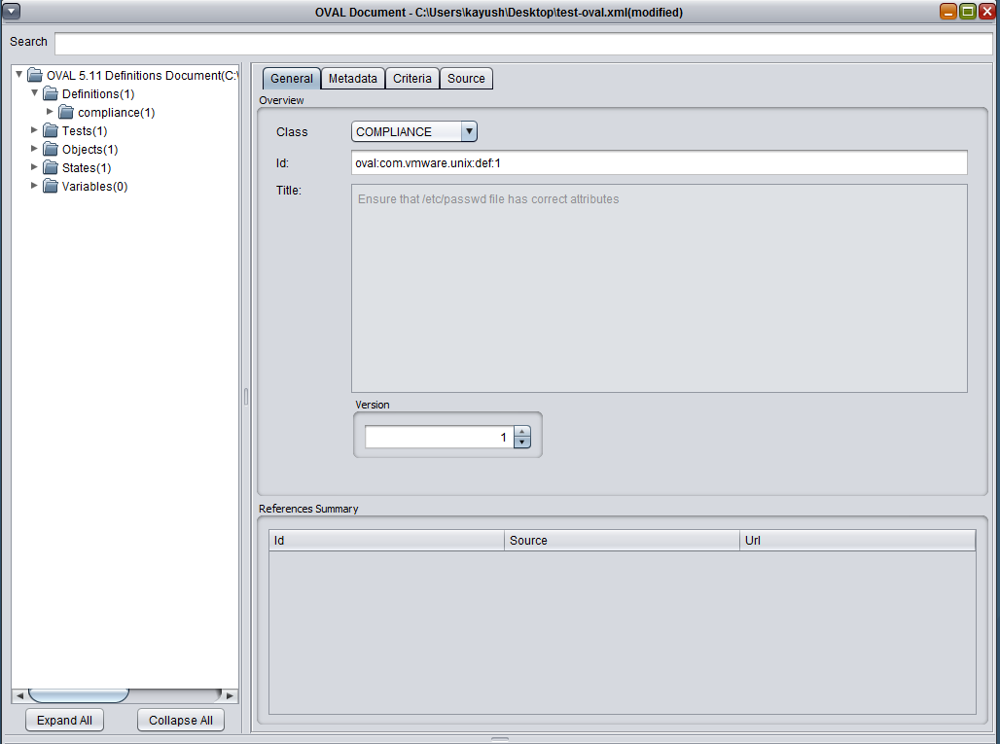 OVAL Document - C:\Users\kayush\Desktop\test-oval.xml(modified)
Search
OVAL 5.11 Definitions Document(C:\
Definitions(1)
compliance(1)
Tests(1)
Objects(1)
States(1)
Variables(0)
Expand All
Collapse All
General
Metadata
Criteria
Source
Overview
Class
COMPLIANCE
Id:
oval:com.vmware.unix:def:1
Title:
Ensure that /etc/passwd file has correct attributes
Version
1
References Summary
Id
Source
Url